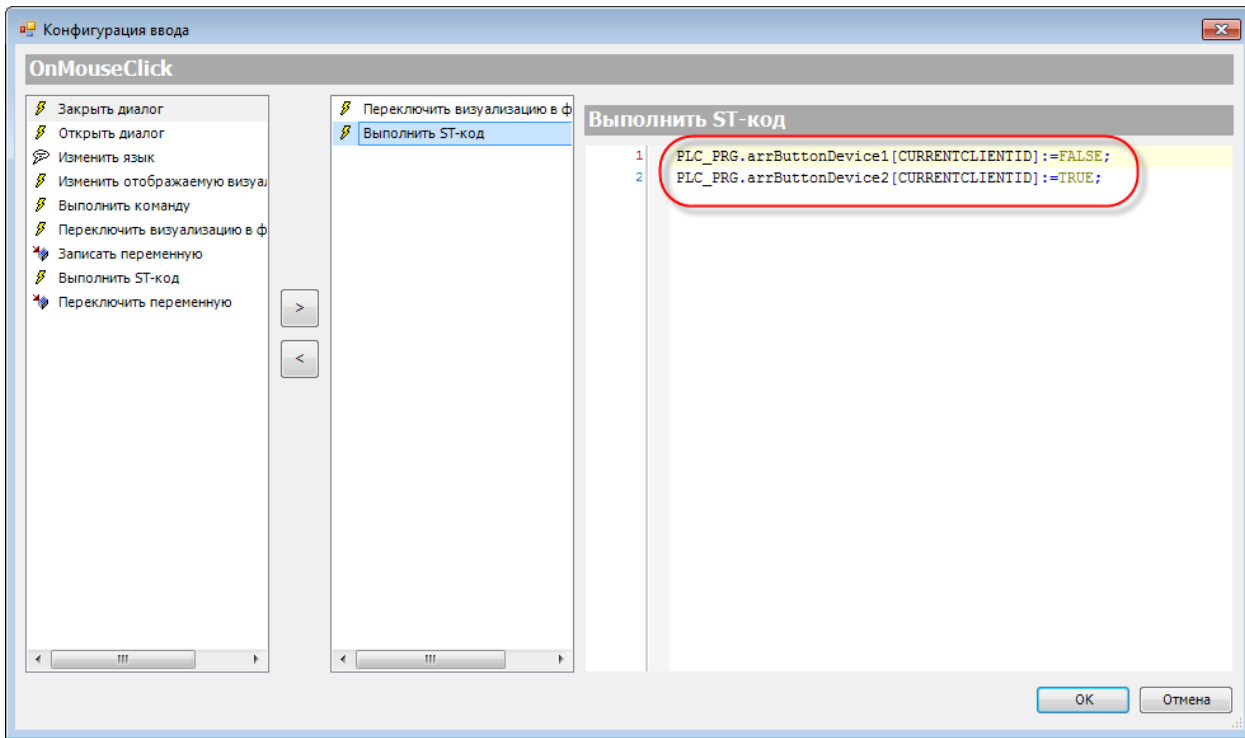 Конфигурация ввода
OnMouseClick
Закрыть диалог
Открыть диалог
Изменить язык
Изменить отображаемую визуал
Выполнить команду
Переключить визуализацию в ф
Записать переменную
Выполнить ST-код
Переключить переменную
>
<
Переключить визуализацию в ф
Выполнить ST-код
Выполнить ST-код
1 PLC_PRG.arrButtonDevice1[CURRENTCLIENTID]:=FALSE;
2 PLC_PRG.arrButtonDevice2[CURRENTCLIENTID]:=TRUE;
OK
Отмена